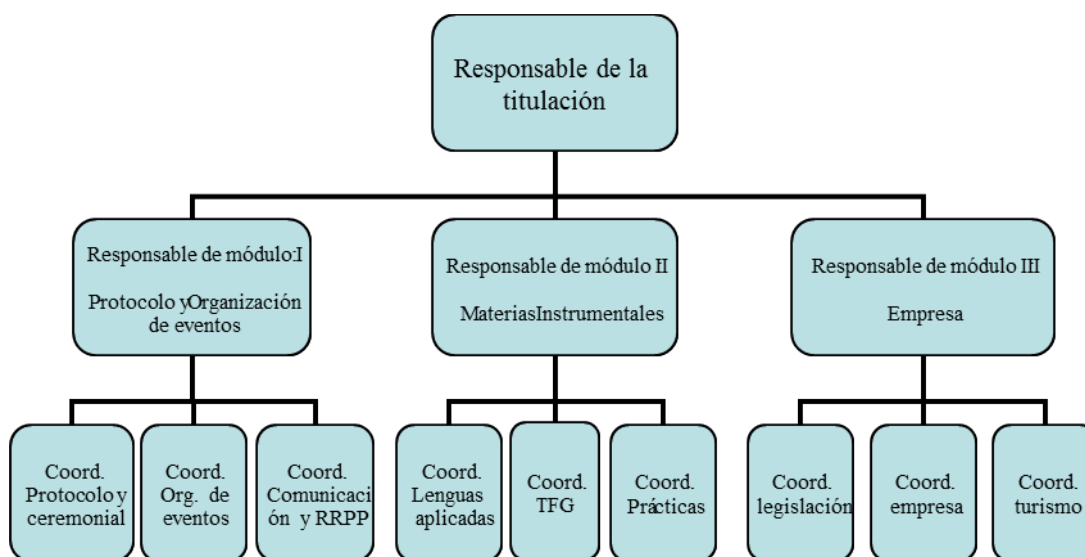 Responsable de la
titulación
Responsable de módulo:I
Protocolo yOrganización
de eventos
Responsable de módulo II
MateriasInstrumentales
Responsable de módulo III
Empresa
Coord.
Protocolo y
ceremonial
Coord.
Org. de
eventos
Coord.
Comunicaci
ón y RRPP
Coord.
Lenguas
aplicadas
Coord.
TFG
Coord.
Prácticas
Coord.
legislación
Coord.
empresa
Coord.
turismo